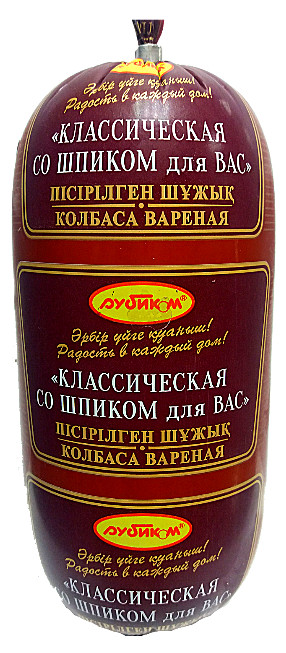 Әрбір үйге қуаныш!
Радость в каждый дом!
«КЛАССИЧЕСКАЯ
СО ШПИКОМ для ВАС»
ПІСІРІЛГЕН ШҰЖЫҚ
КОЛБАСА ВАРЕНАЯ
рубиком®
Әрбір үйге қуаныш!
Радость в каждый дом!
«КЛАССИЧЕСКАЯ
СО ШПИКОМ для ВАС»
ПІСІРІЛГЕН ШҰЖЫҚ
КОЛБАСА ВАРЕНАЯ
рубиком®
Әрбір үйге қуаныш!
Радость в каждый дом!
«КЛАССИЧЕСКАЯ
СО ШПИКОМ для ВАС»